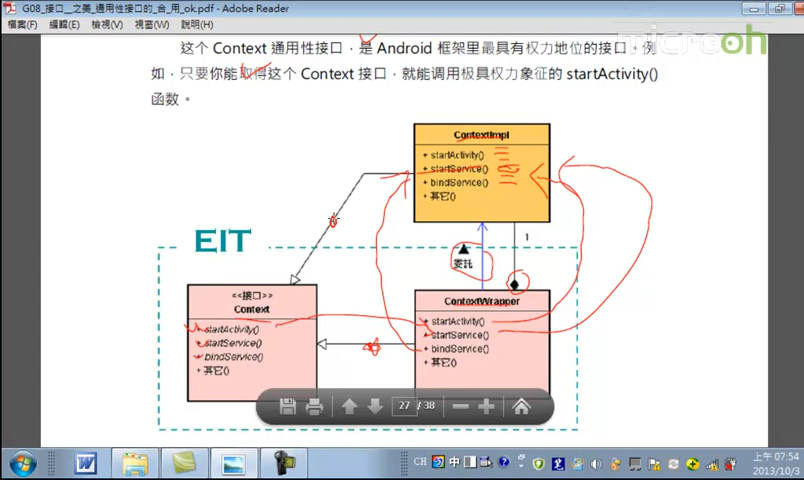 G08_接口__之美_通用性接口的_合_用_ok.pdf - Adobe Reader
檔案(F) 編輯(E) 檢視(V) 視窗(W) 說明(H)
microoh
这个 Context 通用性接口，是 Android 框架里最具有权力地位的接口。例
如，只要你能取得这个 Context 接口，就能调用极具权力象征的 startActivity()
函数。
ContextImpl
+ startActivity()
+ startService()
+ bindService()
+ 其它()
1
EIT
委託
<<接口>>
Context
+ startActivity()
+ startService()
+ bindService()
+ 其它()
ContextWrapper
+ startActivity()
+ startService()
+ bindService()
+ 其它()
27 / 38
CH 中
上午 07:54
2013/10/3